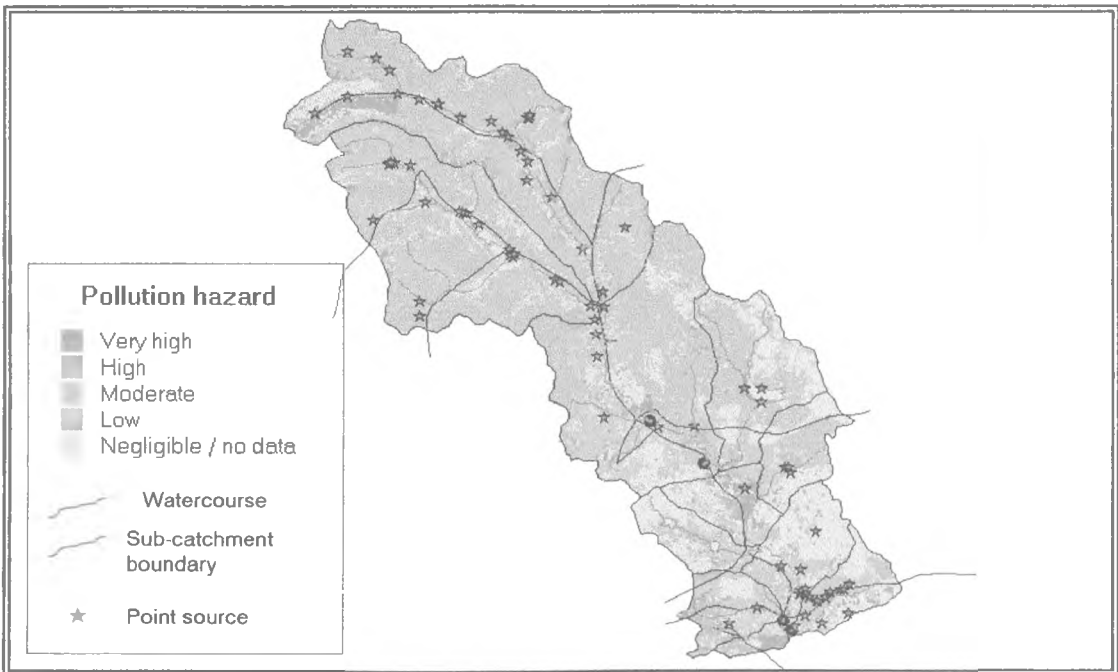 Pollution hazard
Very high
High
Moderate
Low
Negligible / no data
Watercourse
Sub-catchment
boundary
Point source